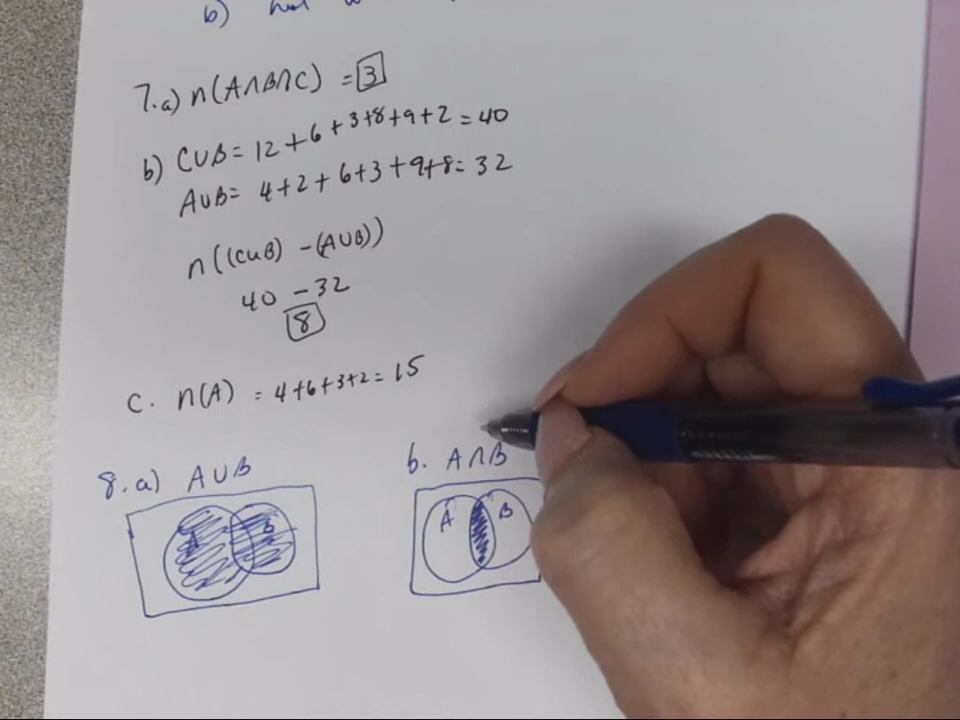 b)
7.a) n(A∩B∩C) = 3
b) C∪B = 12 + 6 + 3+8+9+2 = 40
A∪B = 4+2+6+3+9+8 = 32
n((C∪B) - (A∪B))
40 - 32
8
c. n(A) = 4+6+3+2 = 15
8.a) A∪B
b. A∩B
A B
A B